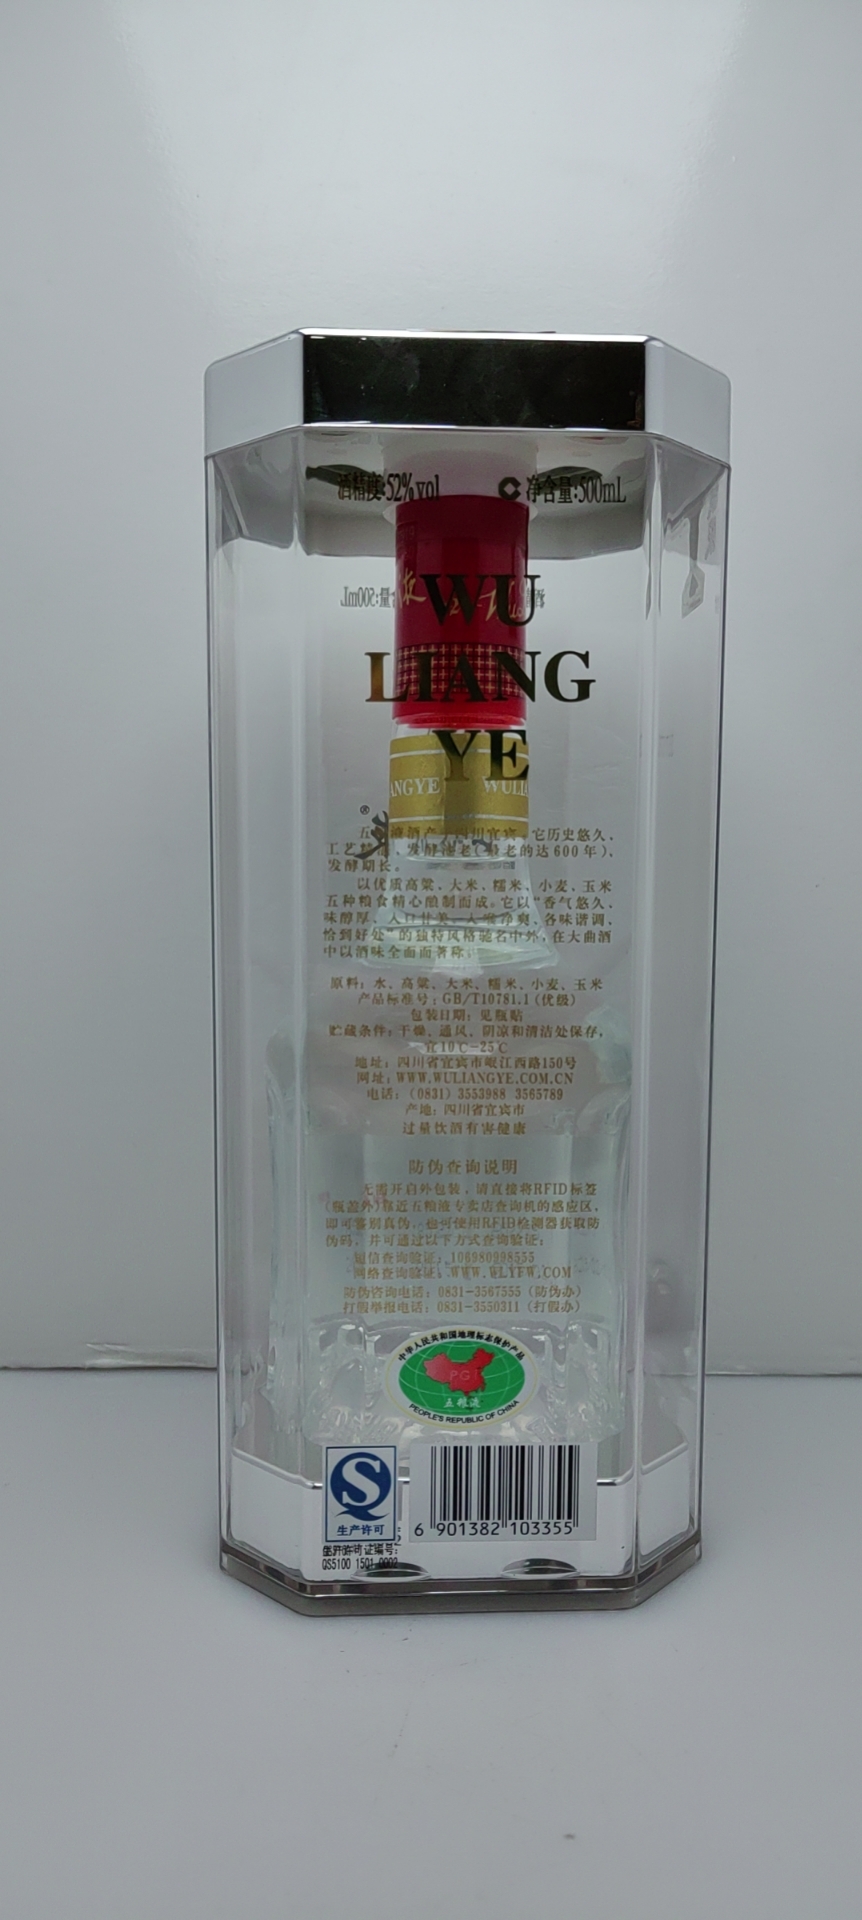 酒精度:52%vol
净含量:500mL
WU
LIANG
YE
ANGYE WULIA
®
五粮液酒产于四川宜宾,它历史悠久、
工艺精湛、发酵窖老(最老的达600年)、
发酵期长。
以优质高粱、大米、糯米、小麦、玉米
五种粮食精心酿制而成。它以“香气悠久、
味醇厚、入口甘美、入喉净爽、各味谐调、
恰到好处”的独特风格驰名中外,在大曲酒
中以酒味全面而著称。
原料:水、高粱、大米、糯米、小麦、玉米
产品标准号:GB/T10781.1(优级)
包装日期:见瓶贴
贮藏条件:干燥、通风、阴凉和清洁处保存,
宜10℃-25℃
地址:四川省宜宾市岷江西路150号
网址:WWW.WULIANGYE.COM.CN
电话:(0831) 3553988 3565789
产地:四川省宜宾市
过量饮酒有害健康
防伪查询说明
无需开启外包装,请直接将RFID标签
(瓶盖外)靠近五粮液专卖店查询机的感应区,
即可鉴别真伪。也可使用RFID检测器获取防
伪码,并可通过以下方式查询验证:
短信查询验证:106980998555
网络查询验证:WWW.WLYFW.COM
防伪咨询电话:0831-3567555 (防伪办)
打假举报电话:0831-3550311 (打假办)
中华人民共和国地理标志保护产品
PGI
五粮液
PEOPLE'S REPUBLIC OF CHINA
生产许可
生产许可证编号:
QS5100 1501 0002
6 901382 103355